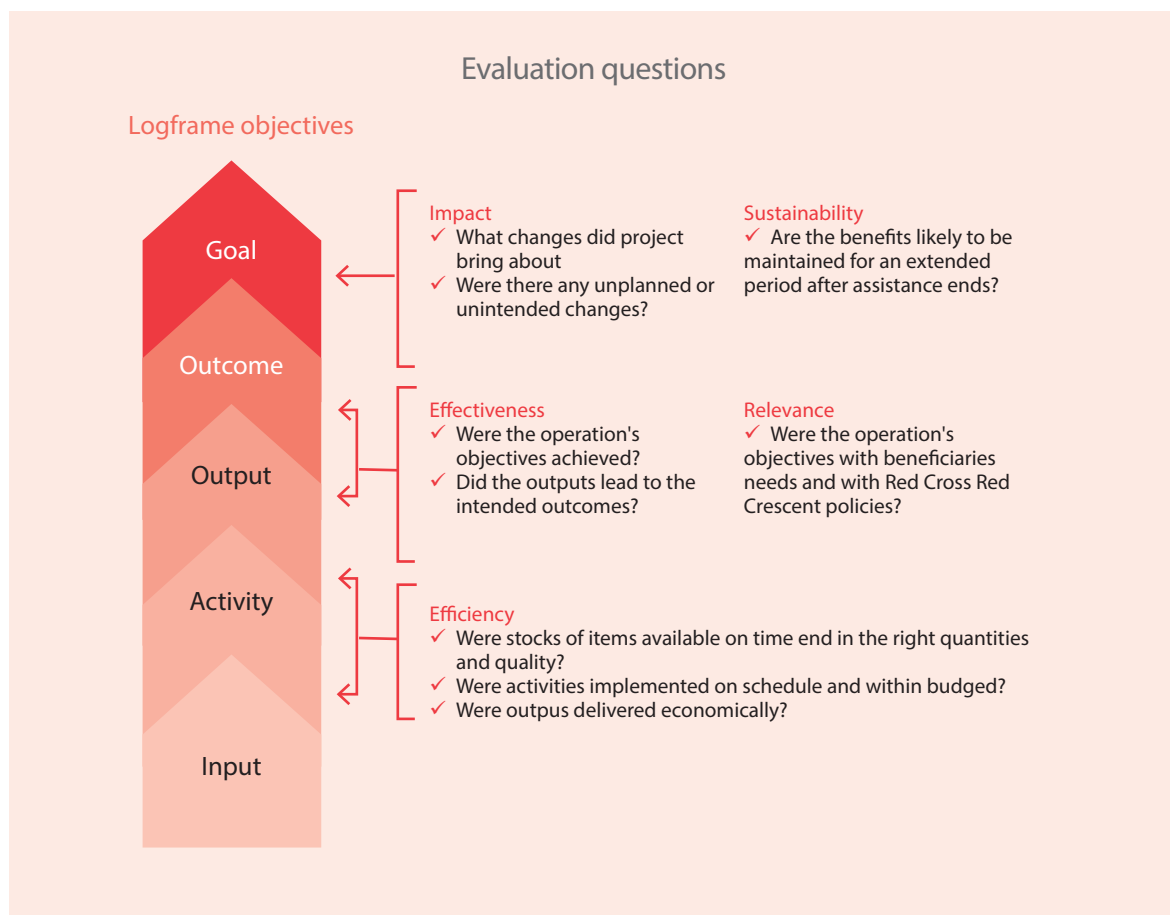 Evaluation questions
Logframe objectives
Goal
Outcome
Output
Activity
Input
Impact
✓ What changes did project
bring about
✓ Were there any unplanned or
unintended changes?
Sustainability
✓ Are the benefits likely to be
maintained for an extended
period after assistance ends?
Effectiveness
✓ Were the operation's
objectives achieved?
✓ Did the outputs lead to the
intended outcomes?
Relevance
✓ Were the operation's
objectives with beneficiaries
needs and with Red Cross Red
Crescent policies?
Efficiency
✓ Were stocks of items available on time end in the right quantities
and quality?
✓ Were activities implemented on schedule and within budged?
✓ Were outpus delivered economically?